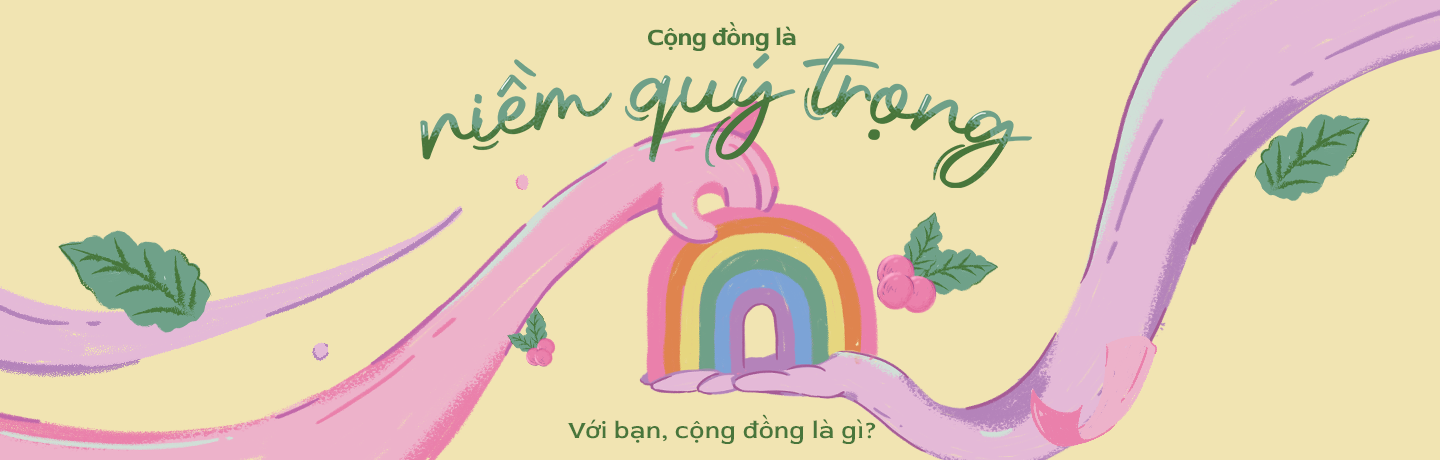 Cộng đồng là
niềm quý trọng
Với bạn, cộng đồng là gì?